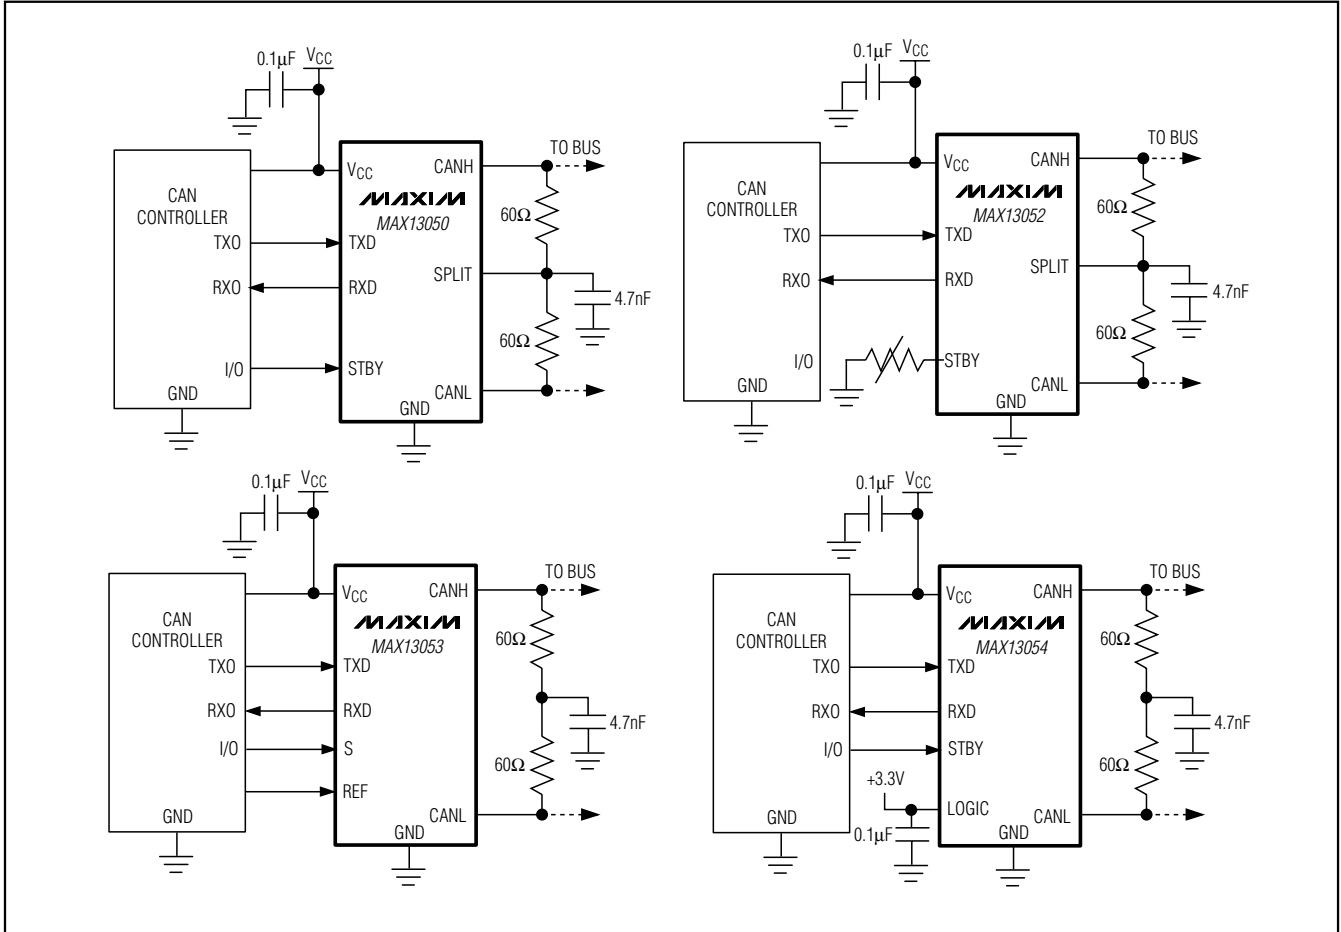 0.1µF VCC
VCC CANH TO BUS
CAN
CONTROLLER
MAXIM
MAX13050
60Ω
TXO TXD
SPLIT
RXO RXD
4.7nF
60Ω
I/O STBY
GND
CANL
GND
0.1µF VCC
VCC CANH TO BUS
CAN
CONTROLLER
MAXIM
MAX13052
60Ω
TXO TXD
SPLIT
RXO RXD
4.7nF
60Ω
I/O STBY
GND
CANL
GND
0.1µF VCC
VCC CANH TO BUS
CAN
CONTROLLER
MAXIM
MAX13053
60Ω
TXO TXD
RXO RXD
4.7nF
I/O S
60Ω
REF
GND
CANL
GND
0.1µF VCC
VCC CANH TO BUS
CAN
CONTROLLER
MAXIM
MAX13054
60Ω
TXO TXD
RXO RXD
4.7nF
I/O STBY
60Ω
+3.3V
LOGIC
GND
CANL
0.1µF
GND